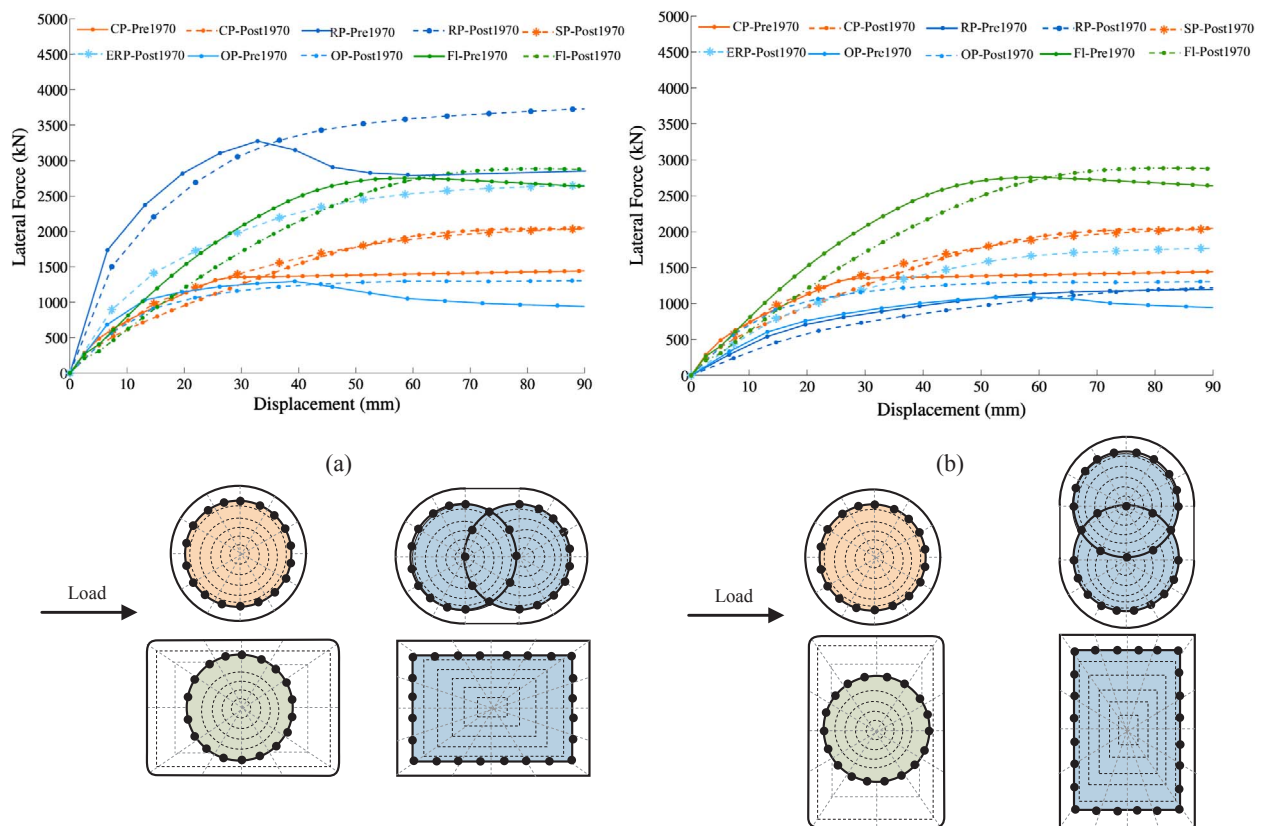 CP-Pre1970 CP-Post1970 RP-Pre1970 RP-Post1970 SP-Post1970
ERP-Post1970 OP-Pre1970 OP-Post1970 Fl-Pre1970 Fl-Post1970
5000
4500
4000
3500
3000
2500
2000
1500
1000
500
0
Lateral Force (kN)
0 10 20 30 40 50 60 70 80 90
Displacement (mm)
(a)
Load
CP-Pre1970 CP-Post1970 RP-Pre1970 RP-Post1970 SP-Post1970
ERP-Post1970 OP-Pre1970 OP-Post1970 Fl-Pre1970 Fl-Post1970
5000
4500
4000
3500
3000
2500
2000
1500
1000
500
0
Lateral Force (kN)
0 10 20 30 40 50 60 70 80 90
Displacement (mm)
(b)
Load